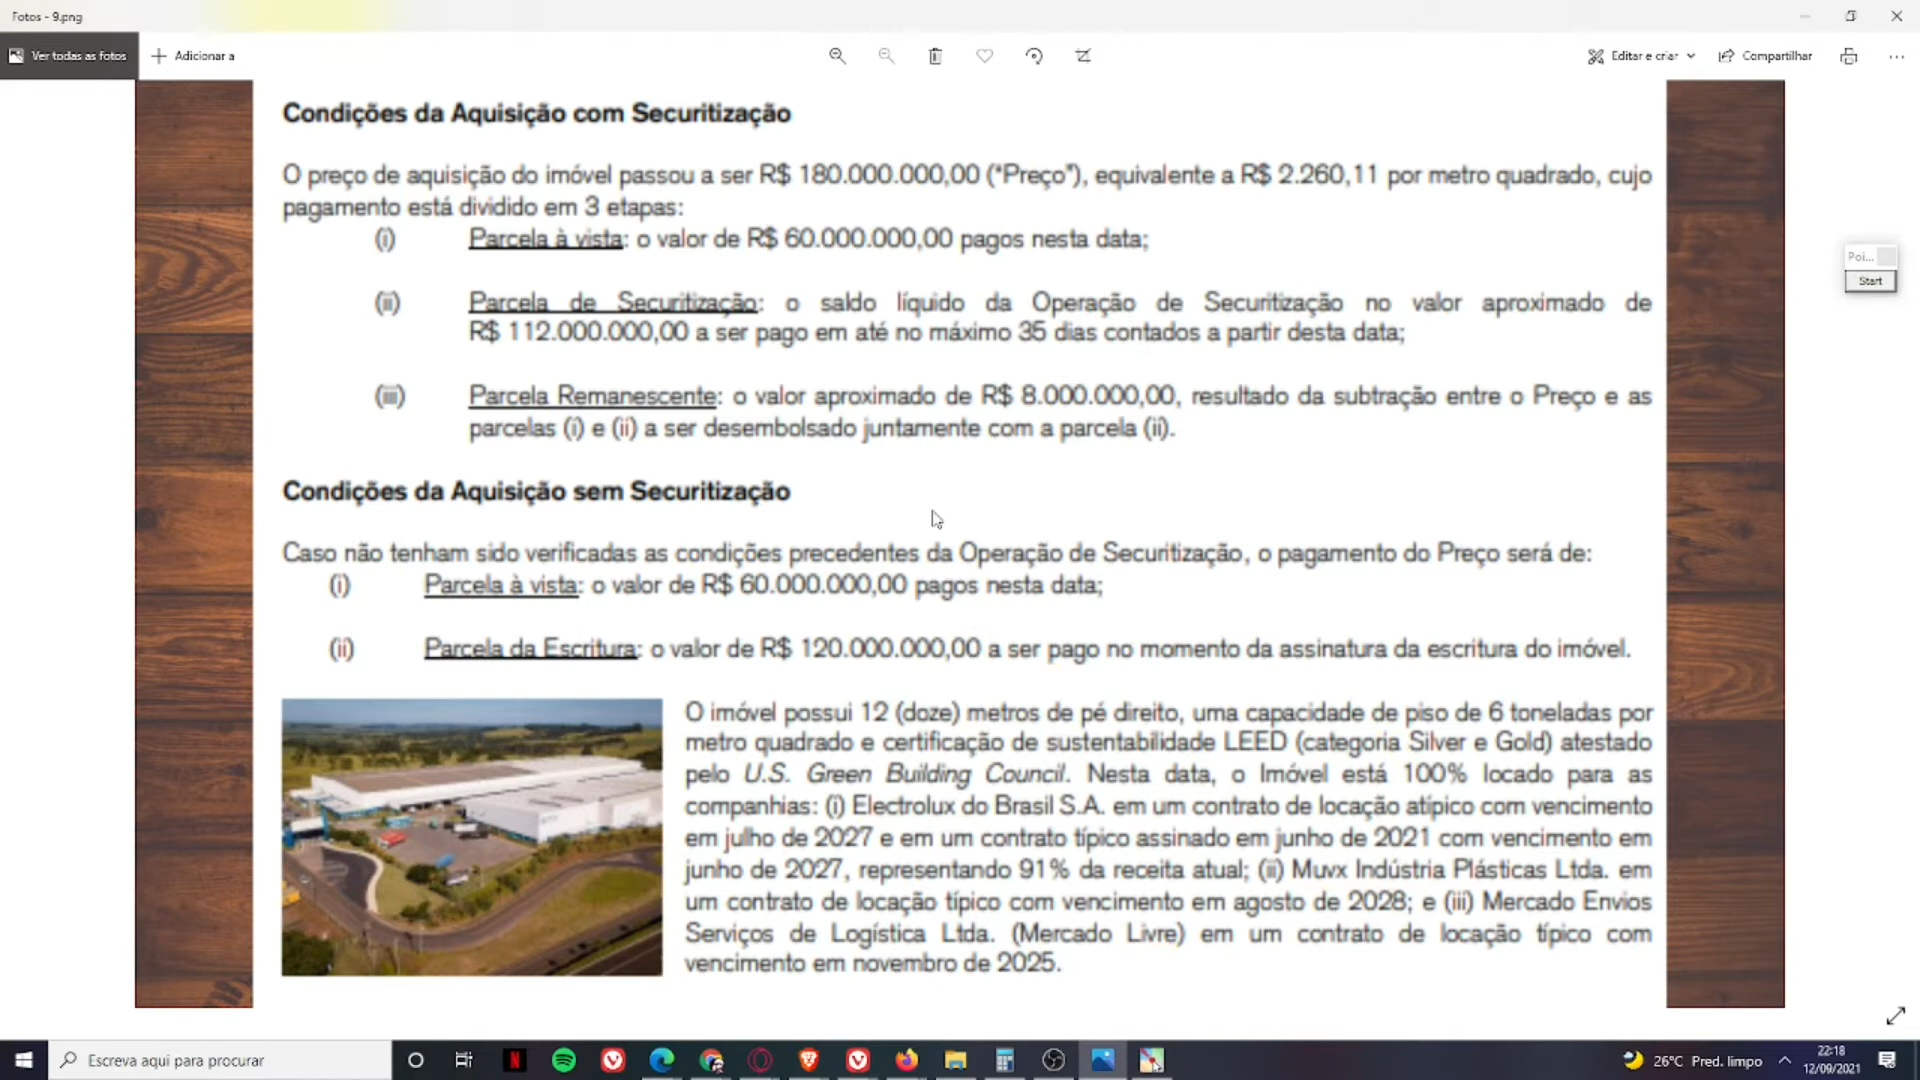 Fotos - 9.png
Ver todas as fotos
Adicionar a
Editar e criar
Compartilhar
Condições da Aquisição com Securitização
O preço de aquisição do imóvel passou a ser R$ 180.000.000,00 ("Preço"), equivalente a R$ 2.260,11 por metro quadrado, cujo
pagamento está dividido em 3 etapas:
(i) Parcela à vista: o valor de R$ 60.000.000,00 pagos nesta data;
(ii) Parcela de Securitização: o saldo líquido da Operação de Securitização no valor aproximado de
R$ 112.000.000,00 a ser pago em até no máximo 35 dias contados a partir desta data;
(iii) Parcela Remanescente: o valor aproximado de R$ 8.000.000,00, resultado da subtração entre o Preço e as
parcelas (i) e (ii) a ser desembolsado juntamente com a parcela (ii).
Condições da Aquisição sem Securitização
Caso não tenham sido verificadas as condições precedentes da Operação de Securitização, o pagamento do Preço será de:
(i) Parcela à vista: o valor de R$ 60.000.000,00 pagos nesta data;
(ii) Parcela da Escritura: o valor de R$ 120.000.000,00 a ser pago no momento da assinatura da escritura do imóvel.
O imóvel possui 12 (doze) metros de pé direito, uma capacidade de piso de 6 toneladas por
metro quadrado e certificação de sustentabilidade LEED (categoria Silver e Gold) atestado
pelo U.S. Green Building Council. Nesta data, o Imóvel está 100% locado para as
companhias: (i) Electrolux do Brasil S.A. em um contrato de locação atípico com vencimento
em julho de 2027 e em um contrato típico assinado em junho de 2021 com vencimento em
junho de 2027, representando 91% da receita atual; (ii) Muvx Indústria Plásticas Ltda. em
um contrato de locação típico com vencimento em agosto de 2028; e (iii) Mercado Envios
Serviços de Logística Ltda. (Mercado Livre) em um contrato de locação típico com
vencimento em novembro de 2025.
Poi...
Start
Escreva aqui para procurar
26°C Pred. limpo
22:18
12/09/2021